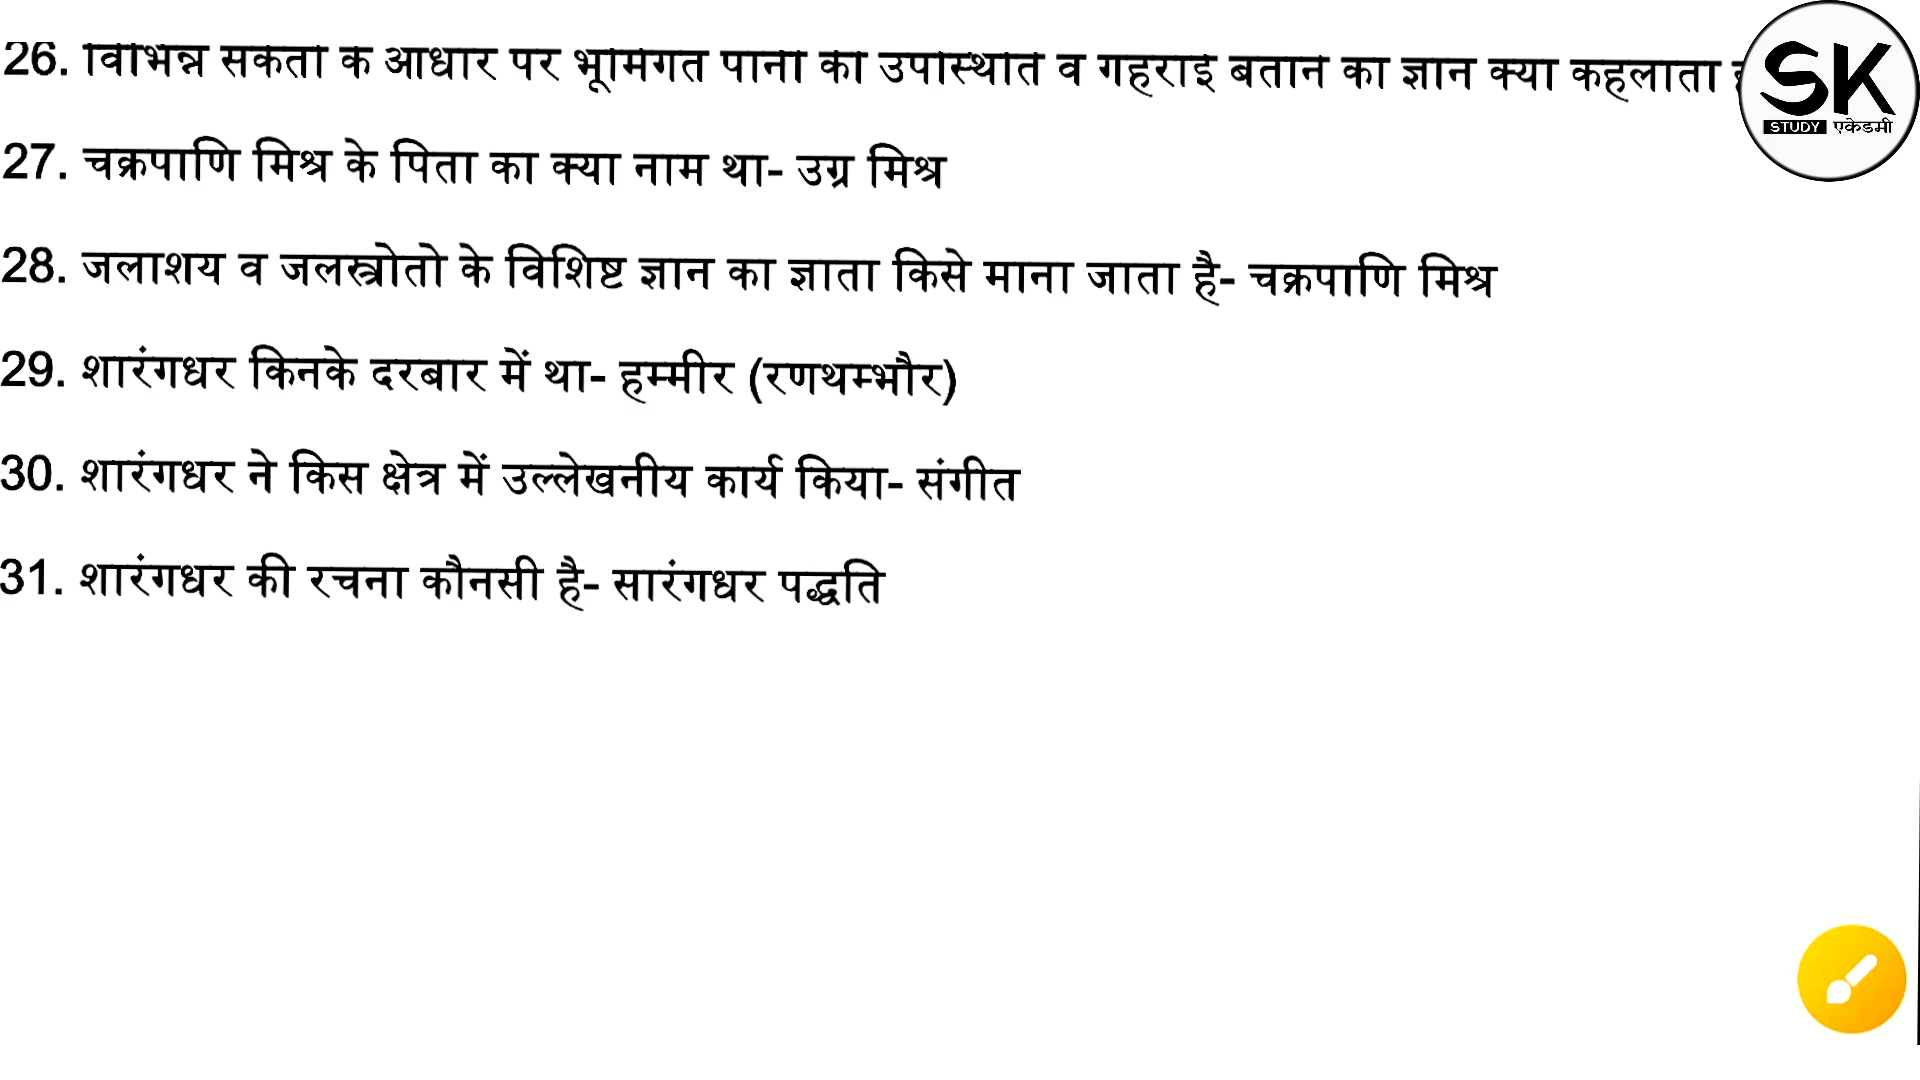 26. विभिन्न संकेतो के आधार पर भूमिगत पानी की उपस्थिति व गहराई बताने का ज्ञान क्या कहलाता
SK
STUDY एकेडमी
27. चक्रपाणि मिश्र के पिता का क्या नाम था- उग्र मिश्र
28. जलाशय व जलस्त्रोतो के विशिष्ट ज्ञान का ज्ञाता किसे माना जाता है- चक्रपाणि मिश्र
29. शारंगधर किनके दरबार में था- हम्मीर (रणथम्भौर)
30. शारंगधर ने किस क्षेत्र में उल्लेखनीय कार्य किया- संगीत
31. शारंगधर की रचना कौनसी है- सारंगधर पद्धति